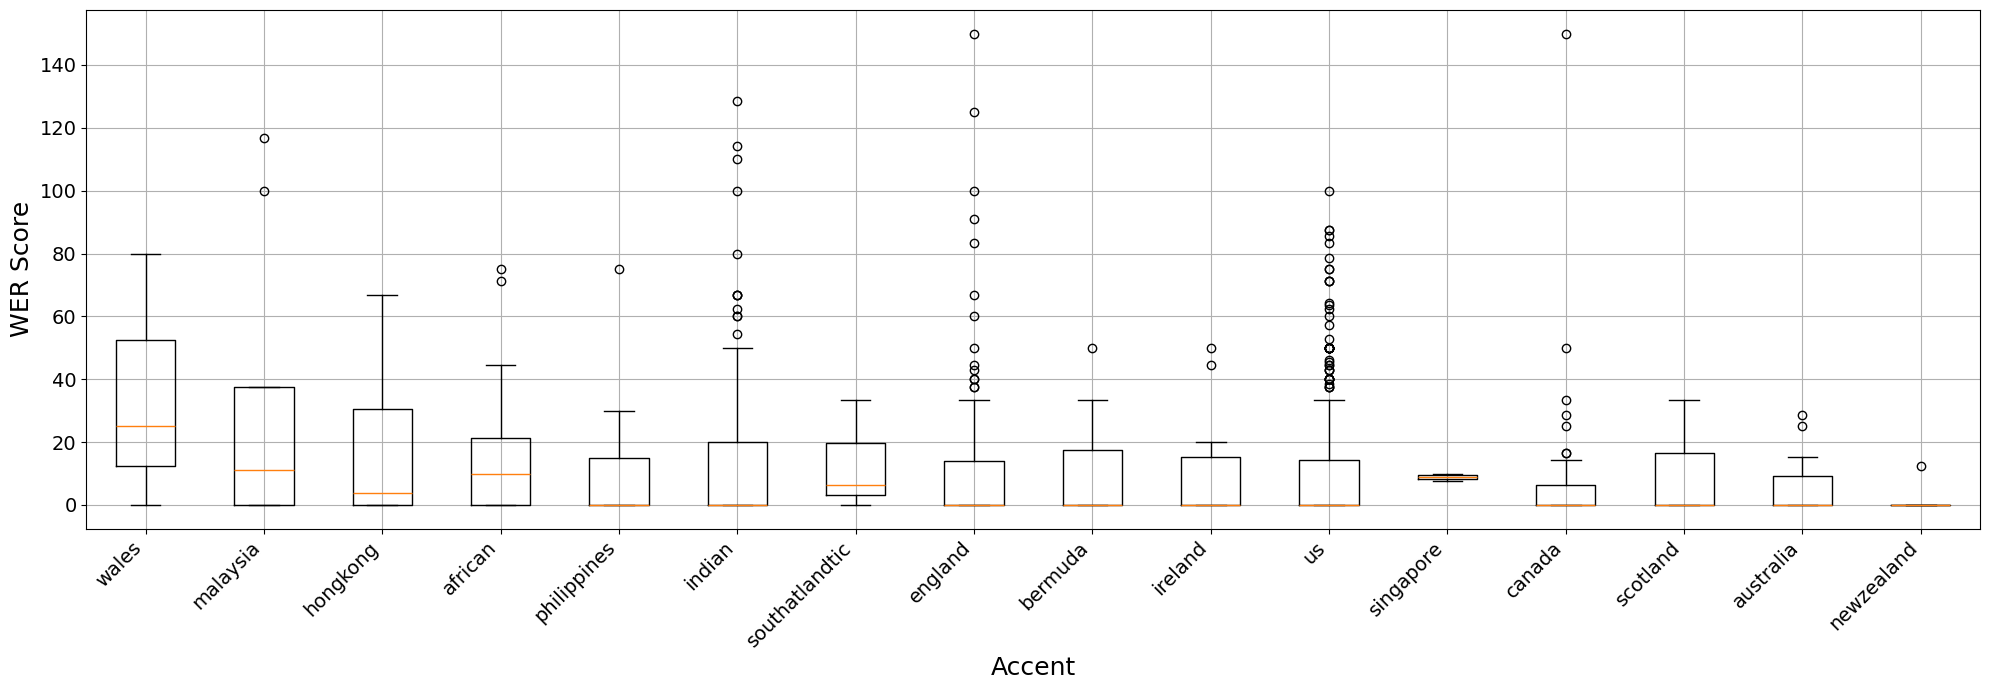 WER Score
140
120
100
80
60
40
20
0
wales
malaysia
hongkong
african
philippines
indian
southatlandtic
england
bermuda
ireland
us
singapore
canada
scotland
australia
newzealand
Accent